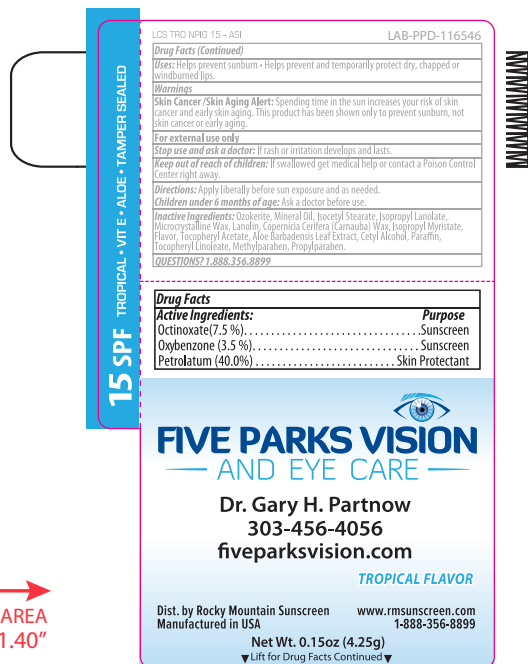 LCS TRO NPIG 15 - ASI LAB-PPD-116546
Drug Facts (Continued)
Uses: Helps prevent sunburn • Helps prevent and temporarily protect dry, chapped or
windburned lips.
Warnings
Skin Cancer /Skin Aging Alert: Spending time in the sun increases your risk of skin
cancer and early skin aging. This product has been shown only to prevent sunburn, not
skin cancer or early aging.
For external use only
Stop use and ask a doctor: If rash or irritation develops and lasts.
Keep out of reach of children: If swallowed get medical help or contact a Poison Control
Center right away.
Directions: Apply liberally before sun exposure and as needed.
Children under 6 months of age: Ask a doctor before use.
Inactive Ingredients: Ozokerite, Mineral Oil, Isocetyl Stearate, Isopropyl Lanolate,
Microcrystalline Wax, Lanolin, Copernicia Cerifera (Carnauba) Wax, Isopropyl Myristate,
Flavor, Tocopheryl Acetate, Aloe Barbadensis Leaf Extract, Cetyl Alcohol, Paraffin,
Tocopheryl Linoleate, Methylparaben, Propylparaben.
QUESTIONS? 1.888.356.8899
15 SPF TROPICAL • VIT E • ALOE • TAMPER SEALED
Drug Facts
Active Ingredients: Purpose
Octinoxate(7.5 %)................................Sunscreen
Oxybenzone (3.5 %)..............................Sunscreen
Petrolatum (40.0%) .........................Skin Protectant
FIVE PARKS VISION
AND EYE CARE
Dr. Gary H. Partnow
303-456-4056
fiveparksvision.com
TROPICAL FLAVOR
Dist. by Rocky Mountain Sunscreen www.rmsunscreen.com
Manufactured in USA 1-888-356-8899
Net Wt. 0.15oz (4.25g)
▼Lift for Drug Facts Continued▼
AREA
1.40”